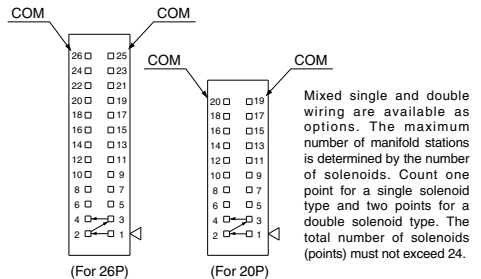 COM COM
26 25
24 23
22 21
20 19
18 17
16 15
14 13
12 11
10 9
8 7
6 5
4 3
2 1
(For 26P)
COM COM
20 19
18 17
16 15
14 13
12 11
10 9
8 7
6 5
4 3
2 1
(For 20P)
Mixed single and double
wiring are available as
options. The maximum
number of manifold stations
is determined by the number
of solenoids. Count one
point for a single solenoid
type and two points for a
double solenoid type. The
total number of solenoids
(points) must not exceed 24.